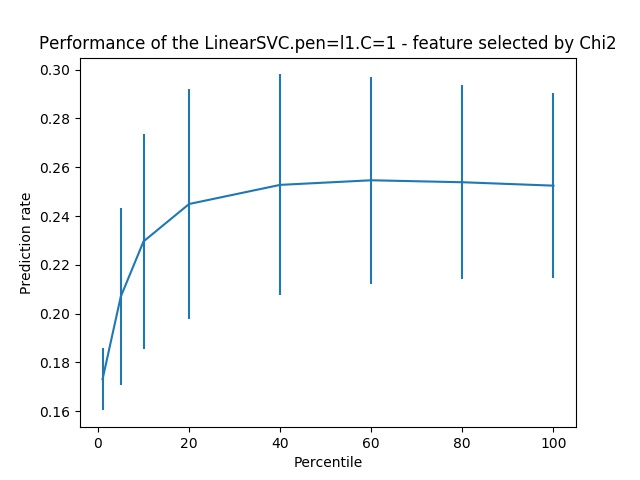 Performance of the LinearSVC.pen=l1.C=1 - feature selected by Chi2
0.30
0.28
0.26
0.24
0.22
0.20
0.18
0.16
Prediction rate
0 20 40 60 80 100
Percentile